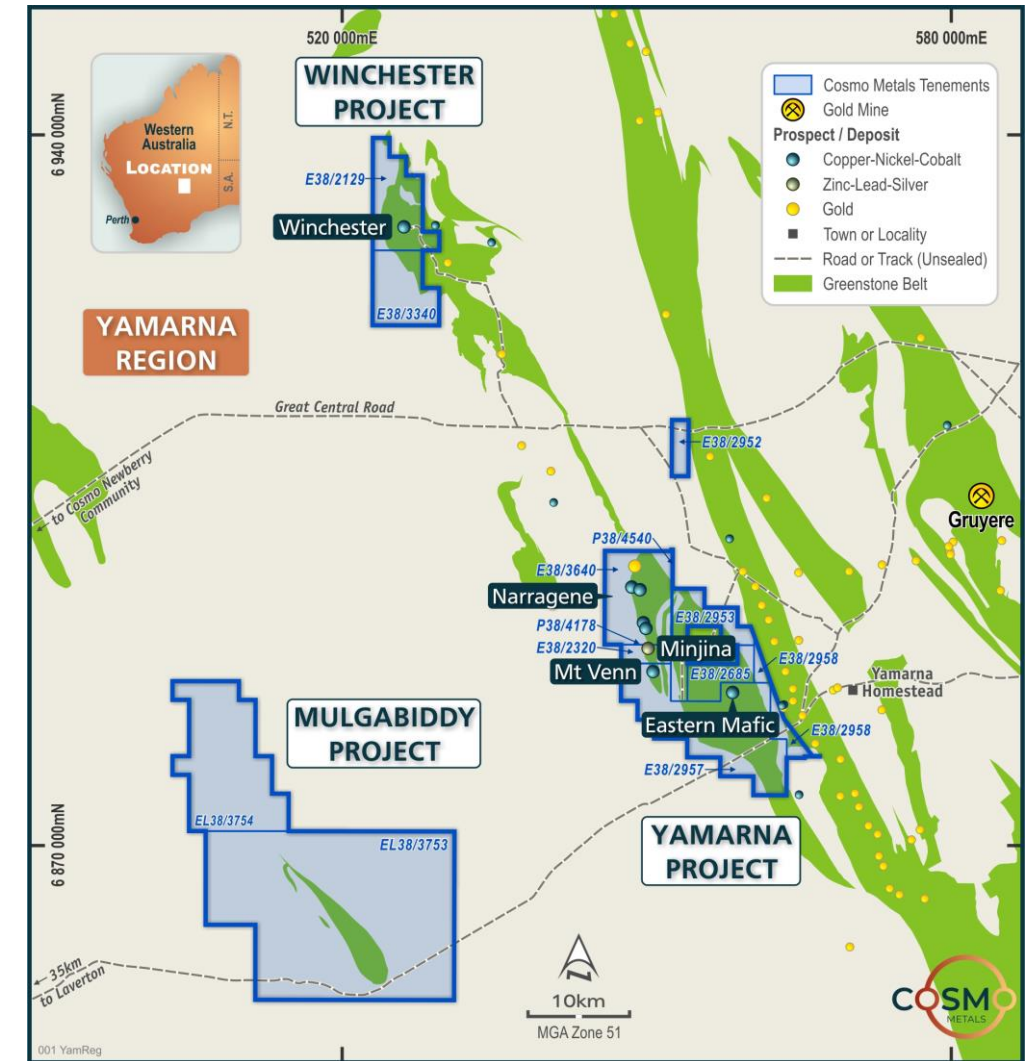 520 000mE
580 000mE
6 940 000mN
6 870 000mN
Western
Australia
LOCATION
Perth
N.T.
S.A.
WINCHESTER
PROJECT
Cosmo Metals Tenements
Gold Mine
Prospect / Deposit
Copper-Nickel-Cobalt
Zinc-Lead-Silver
Gold
Town or Locality
Road or Track (Unsealed)
Greenstone Belt
E38/2129
Winchester
E38/3340
YAMARNA
REGION
Great Central Road
to Cosmo Newberry
Community
E38/2952
Gruyere
P38/4540
E38/3640
Narragene
P38/4178
E38/2320
Mt Venn
E38/2953
Minjina
E38/2958
E38/2685
Eastern Mafic
E38/2958
E38/2957
Yamarna
Homestead
MULGABIDDY
PROJECT
EL38/3754
EL38/3753
YAMARNA
PROJECT
35km
to Laverton
N
10km
MGA Zone 51
COSMO
METALS
001 YamReg